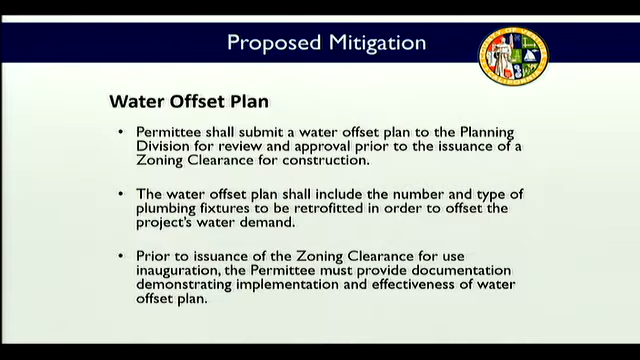 Proposed Mitigation
Water Offset Plan
• Permittee shall submit a water offset plan to the Planning
Division for review and approval prior to the issuance of a
Zoning Clearance for construction.
• The water offset plan shall include the number and type of
plumbing fixtures to be retrofitted in order to offset the
project's water demand.
• Prior to issuance of the Zoning Clearance for use
inauguration, the Permittee must provide documentation
demonstrating implementation and effectiveness of water
offset plan.